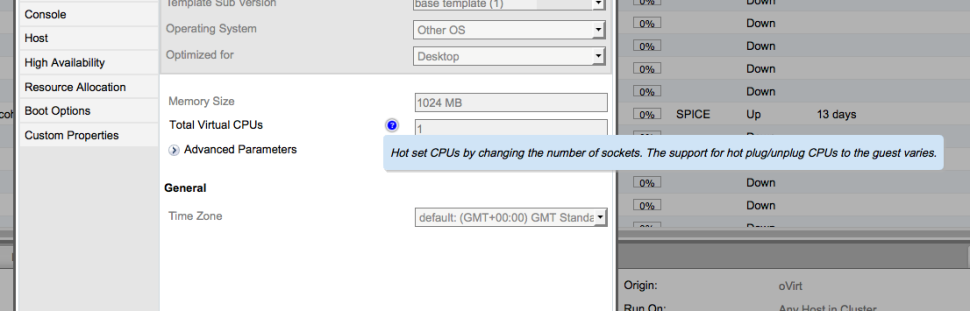 Console
Host
High Availability
Resource Allocation
Boot Options
Custom Properties
Template Sub Version
base template (1)
Operating System
Other OS
Optimized for
Desktop
Memory Size
1024 MB
Total Virtual CPUs
?
1
Advanced Parameters
Hot set CPUs by changing the number of sockets. The support for hot plug/unplug CPUs to the guest varies.
General
Time Zone
default: (GMT+00:00) GMT Standa
0% Down
0% Down
0% Down
0% Down
0% Down
0% SPICE Up 13 days
0% Down
0% Down
0% Down
0% Down
Origin: oVirt
Run On: Any Host in Cluster